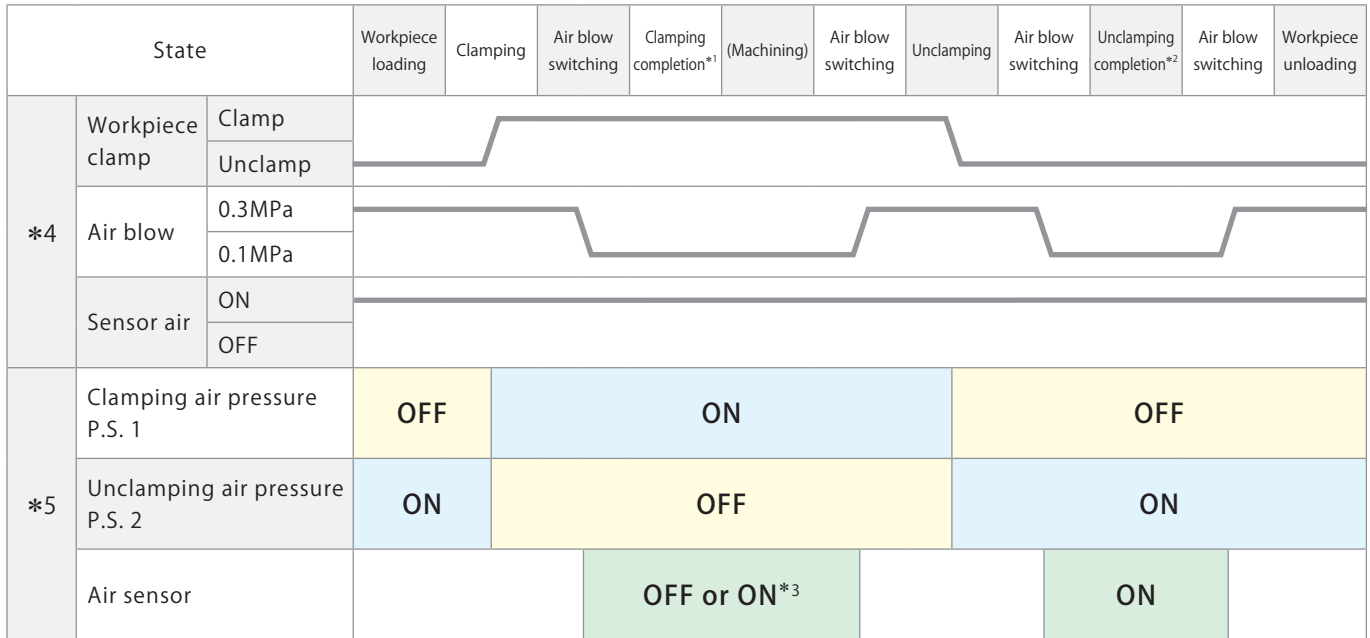 State
Workpiece
loading
Clamping
Air blow
switching
Clamping
completion*1
(Machining)
Air blow
switching
Unclamping
Air blow
switching
Unclamping
completion*2
Air blow
switching
Workpiece
unloading
*4
Workpiece
clamp
Clamp
Unclamp
Air blow
0.3MPa
0.1MPa
Sensor air
ON
OFF
*5
Clamping air pressure
P.S. 1
OFF
ON
OFF
Unclamping air pressure
P.S. 2
ON
OFF
ON
Air sensor
OFF or ON*3
ON